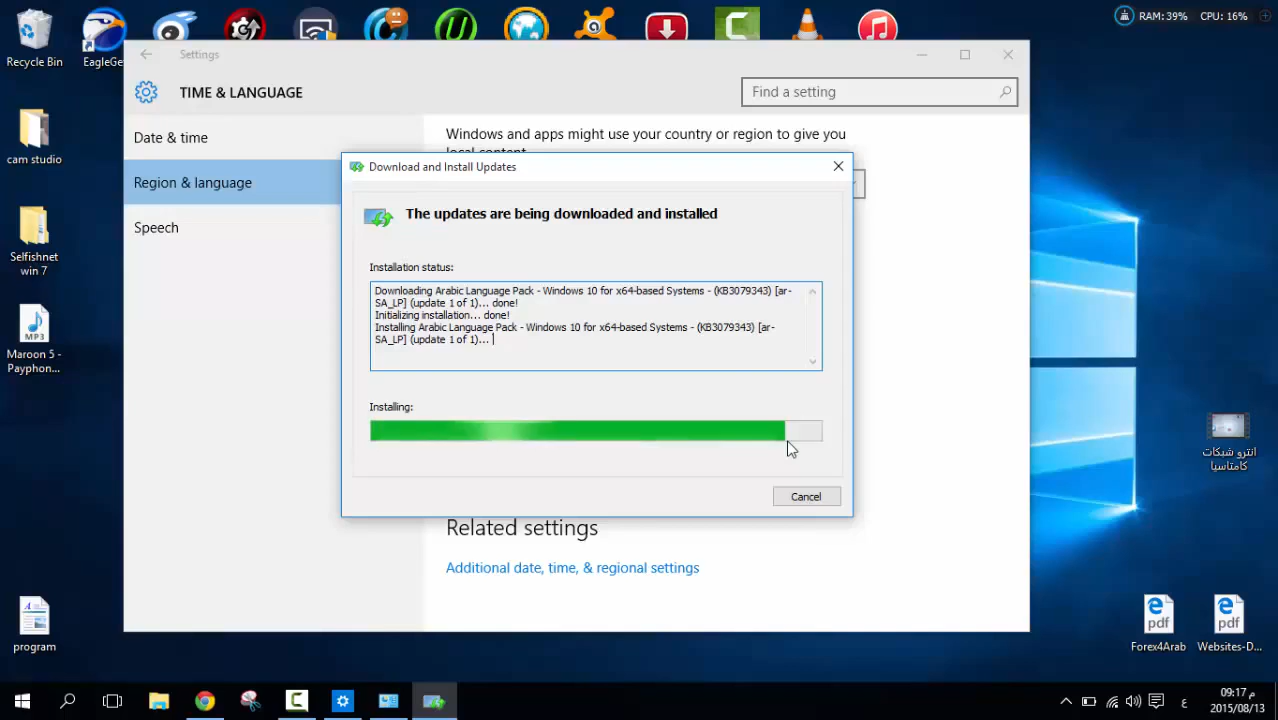 RAM: 39% CPU: 16%
Recycle Bin
EagleGe
cam studio
Selfishnet
win 7
MP3
Maroon 5 -
Payphon...
program
Settings
TIME & LANGUAGE
Find a setting
Date & time
Region & language
Speech
Windows and apps might use your country or region to give you
local content
Download and Install Updates
The updates are being downloaded and installed
Installation status:
Downloading Arabic Language Pack - Windows 10 for x64-based Systems - (KB3079343) [ar-
SA_LP] (update 1 of 1)... done!
Initializing installation... done!
Installing Arabic Language Pack - Windows 10 for x64-based Systems - (KB3079343) [ar-
SA_LP] (update 1 of 1)...
Installing:
Cancel
Related settings
Additional date, time, & regional settings
انترو شبكات
كامتاسيا
pdf
Forex4Arab
pdf
Websites-D...
ع
09:17 م
2015/08/13